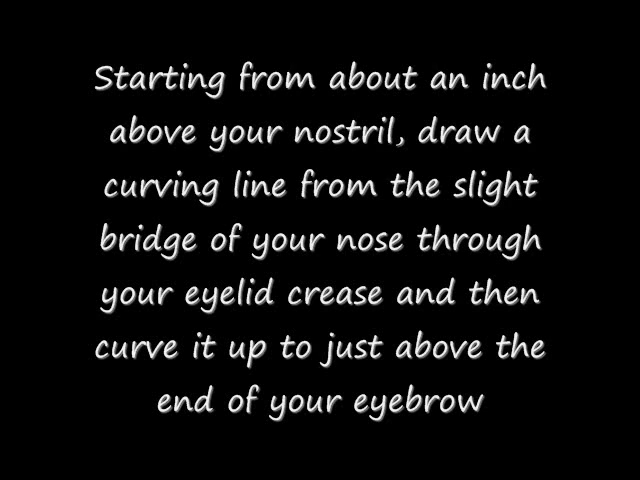 Starting from about an inch
above your nostril, draw a
curving line from the slight
bridge of your nose through
your eyelid crease and then
curve it up to just above the
end of your eyebrow